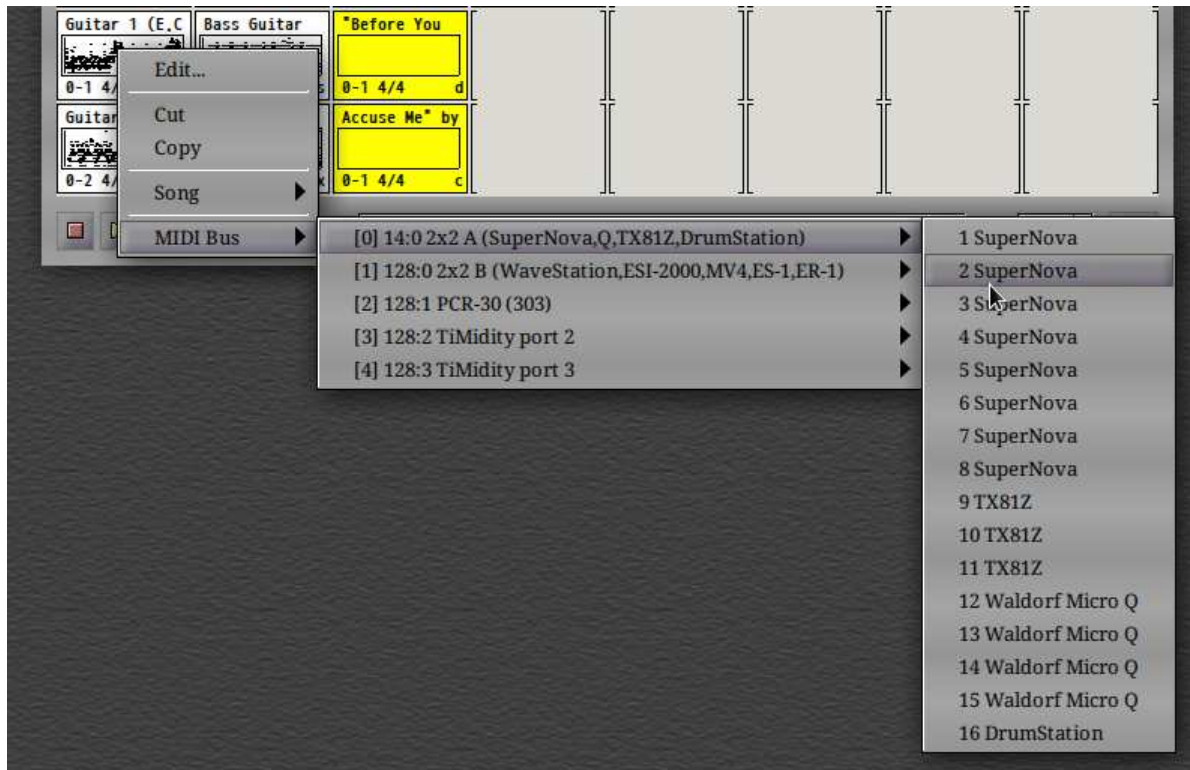 Guitar 1 (E.C
Bass Guitar
"Before You
0-1 4/
s
0-1 4/4 d
Guitar
Accuse Me" by
0-2 4/
x
0-1 4/4 c
Edit...
Cut
Copy
Song
MIDI Bus
[0] 14:0 2x2 A (SuperNova,Q,TX81Z,DrumStation)
[1] 128:0 2x2 B (WaveStation,ESI-2000,MV4,ES-1,ER-1)
[2] 128:1 PCR-30 (303)
[3] 128:2 TiMidity port 2
[4] 128:3 TiMidity port 3
1 SuperNova
2 SuperNova
3 SuperNova
4 SuperNova
5 SuperNova
6 SuperNova
7 SuperNova
8 SuperNova
9 TX81Z
10 TX81Z
11 TX81Z
12 Waldorf Micro Q
13 Waldorf Micro Q
14 Waldorf Micro Q
15 Waldorf Micro Q
16 DrumStation